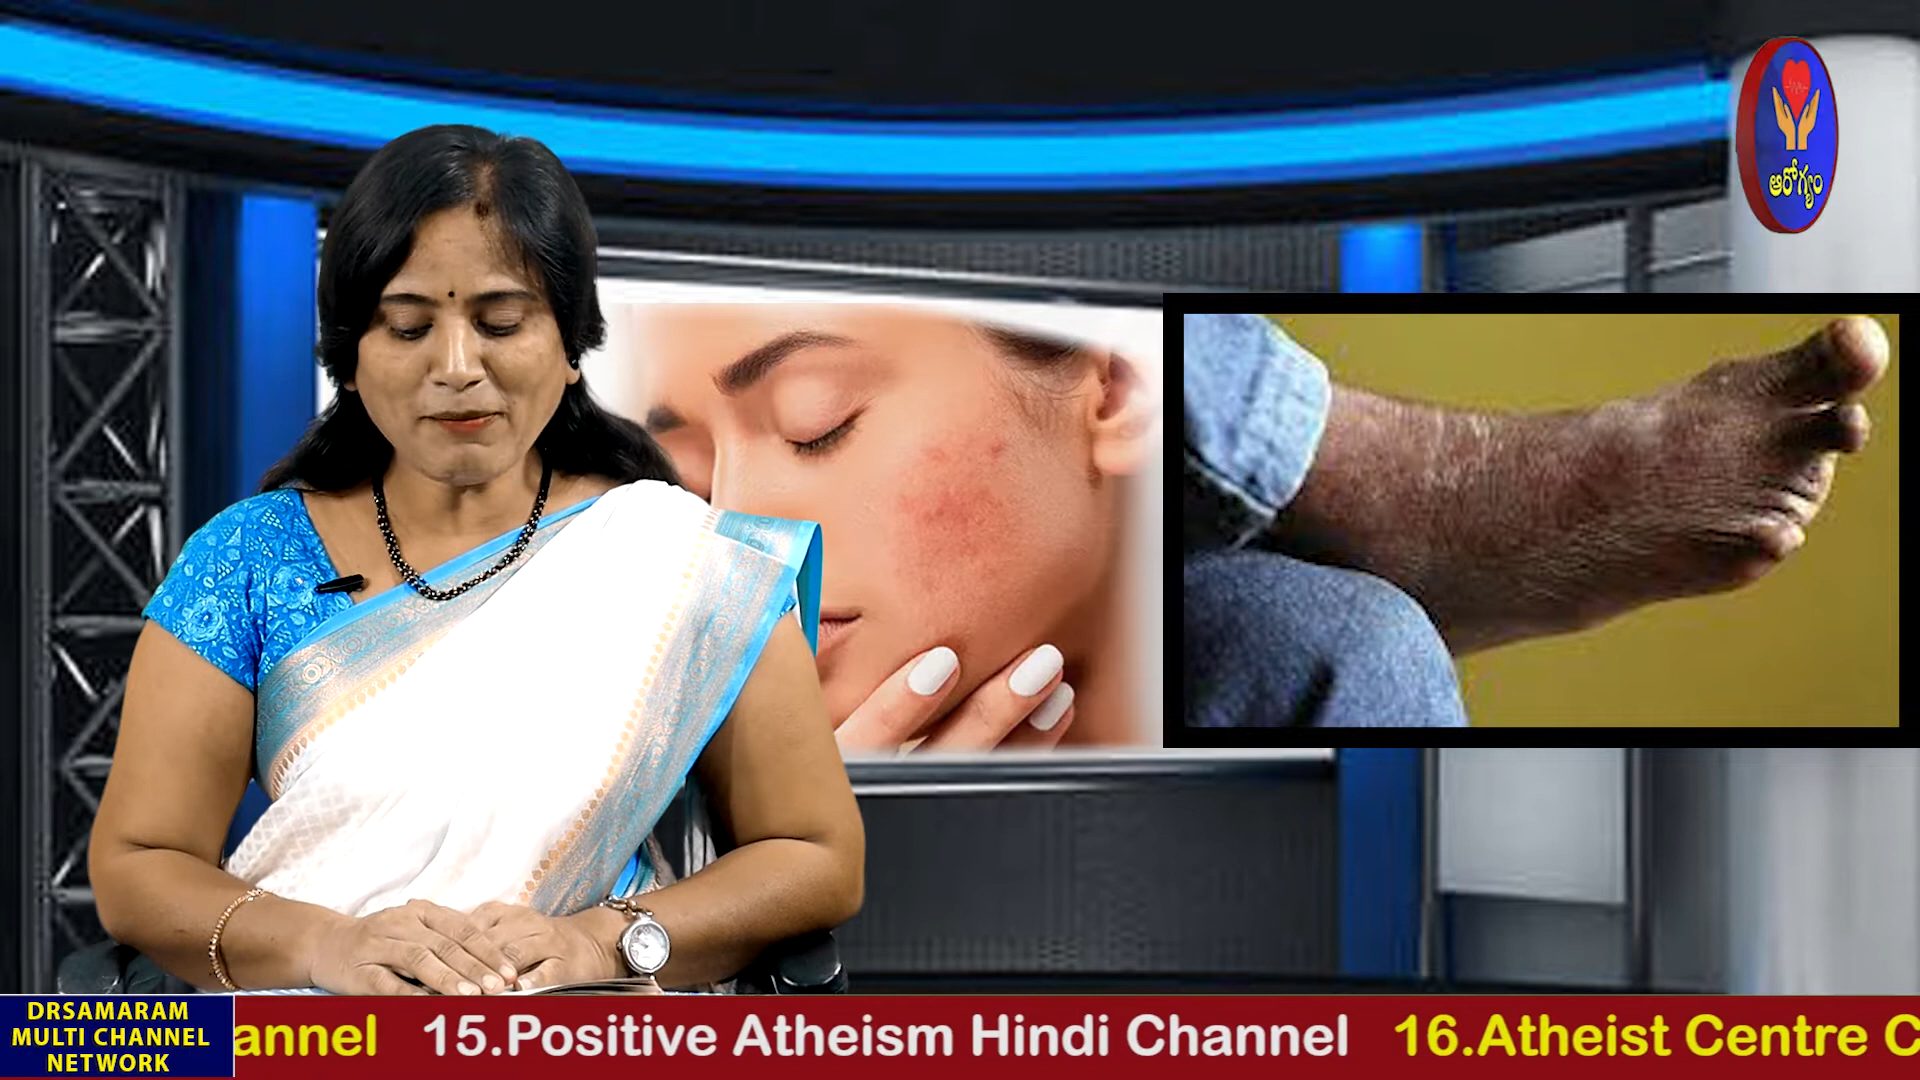 ఆరోగ్యం
DRSAMARAM
MULTI CHANNEL
NETWORK
annel 15.Positive Atheism Hindi Channel 16.Atheist Centre C